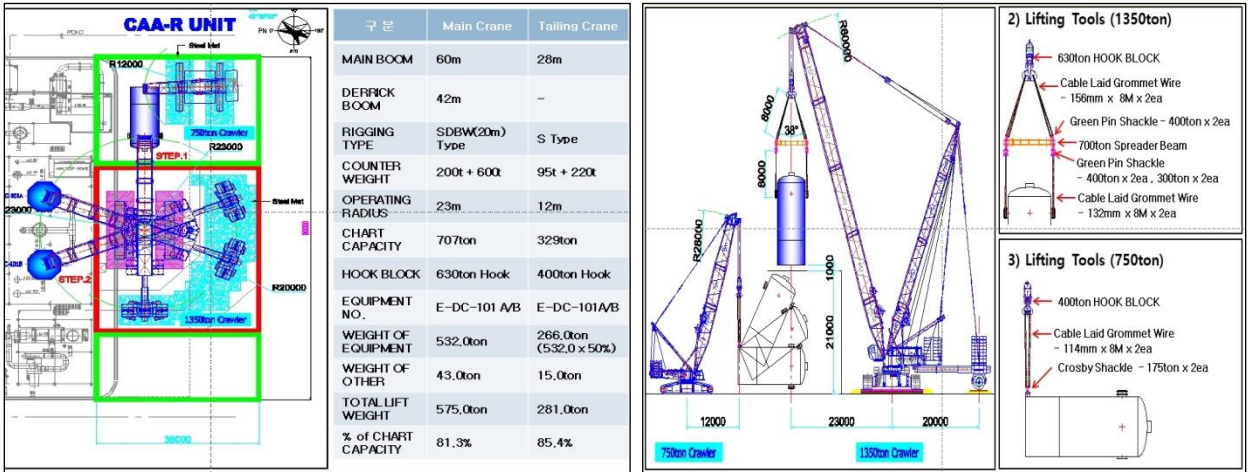 CAA-R UNIT
PN
Steel Mat
R12000
750ton Crawler
R23000
STEP.1
Steel Mat
23000
STEP.2
R20000
1350ton Crawler
36000
구 분 Main Crane Tailing Crane
MAIN BOOM 60m 28m
DERRICK BOOM 42m -
RIGGING TYPE SDBW(20m) Type S Type
COUNTER WEIGHT 200t + 600t 95t + 220t
OPERATING RADIUS 23m 12m
CHART CAPACITY 707ton 329ton
HOOK BLOCK 630ton Hook 400ton Hook
EQUIPMENT NO. E-DC-101 A/B E-DC-101A/B
WEIGHT OF EQUIPMENT 532.0ton 266.0ton (532.0 x 50%)
WEIGHT OF OTHER 43.0ton 15.0ton
TOTAL LIFT WEIGHT 575.0ton 281.0ton
% of CHART CAPACITY 81.3% 85.4%
R60000
8000
38°
8000
R28000
1000
21000
12000
23000
20000
750ton Crawler
1350ton Crawler
2) Lifting Tools (1350ton)
630ton HOOK BLOCK
Cable Laid Grommet Wire
- 156mm x 8M x 2ea
Green Pin Shackle - 400ton x 2ea
700ton Spreader Beam
Green Pin Shackle
- 400ton x 2ea , 300ton x 2ea
Cable Laid Grommet Wire
- 132mm x 8M x 2ea
3) Lifting Tools (750ton)
400ton HOOK BLOCK
Cable Laid Grommet Wire
- 114mm x 8M x 2ea
Crosby Shackle - 175ton x 2ea